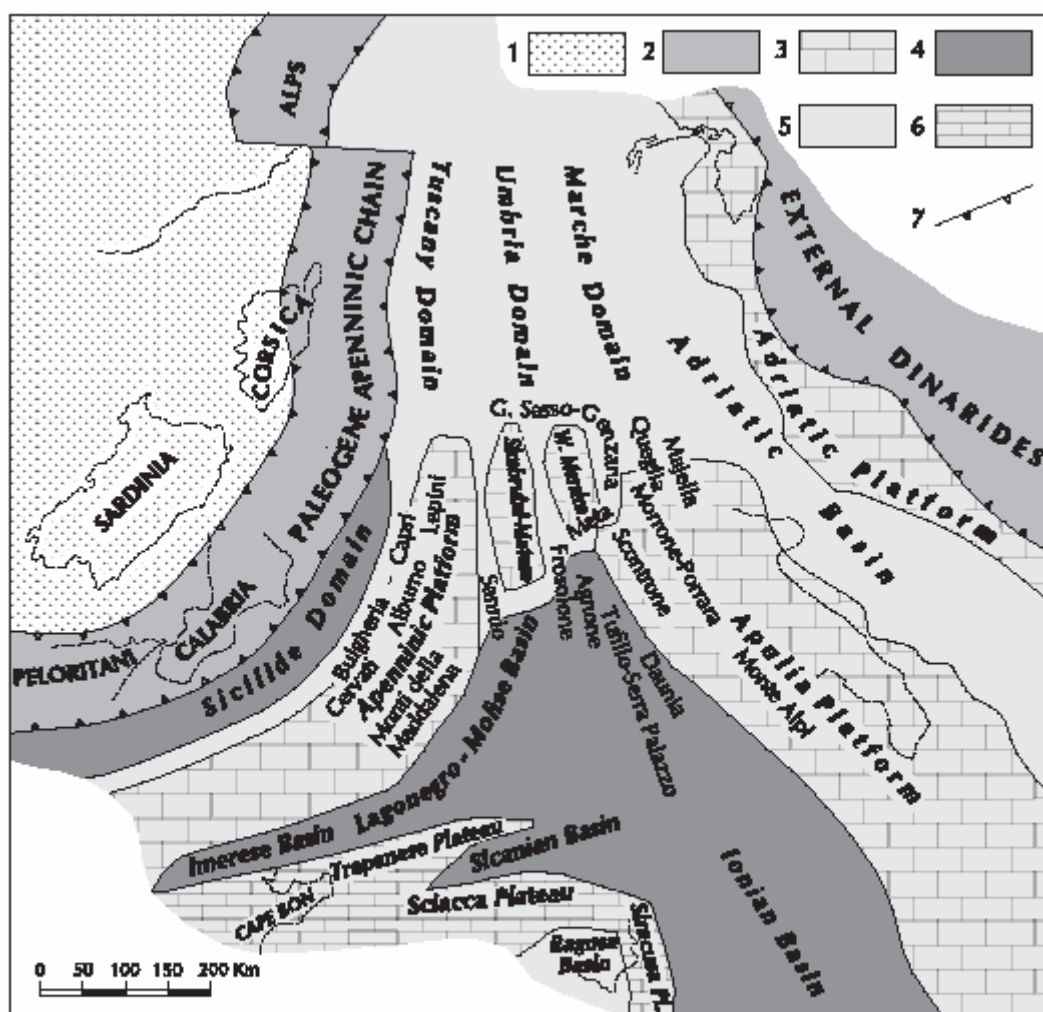 1
2
3
4
5
6
7
ALPS
Tuscany Domain
Umbria Domain
Marche Domain
EXTERNAL DINARIDES
PALEOGENE APENNINIC CHAIN
CORSICA
SARDINIA
CALABRIA
PELORITANI
Sicilide Domain
Adriatic Platform
Adriatic Basin
G. Sasso-Genzana
W. Marsica
Majella
Queglia
Morrone-Porrara
Scontrone
Lepini
Capri
Alburno
Bulgheria
Cervati
Apenninic Platform
Monti della
Maddalena
Sannio
Frosolone
Agnone
Tufillo-Serra Palazzo
Daunia
Monte Alpi
Apulia Platform
Lagonegro-Molise Basin
Imerese Basin
Trapanese Plateau
Sicanian Basin
Sciacca Plateau
CAPE BON
Ragusa
Basin
Siracusa Pl.
Ionian Basin
0 50 100 150 200 Km